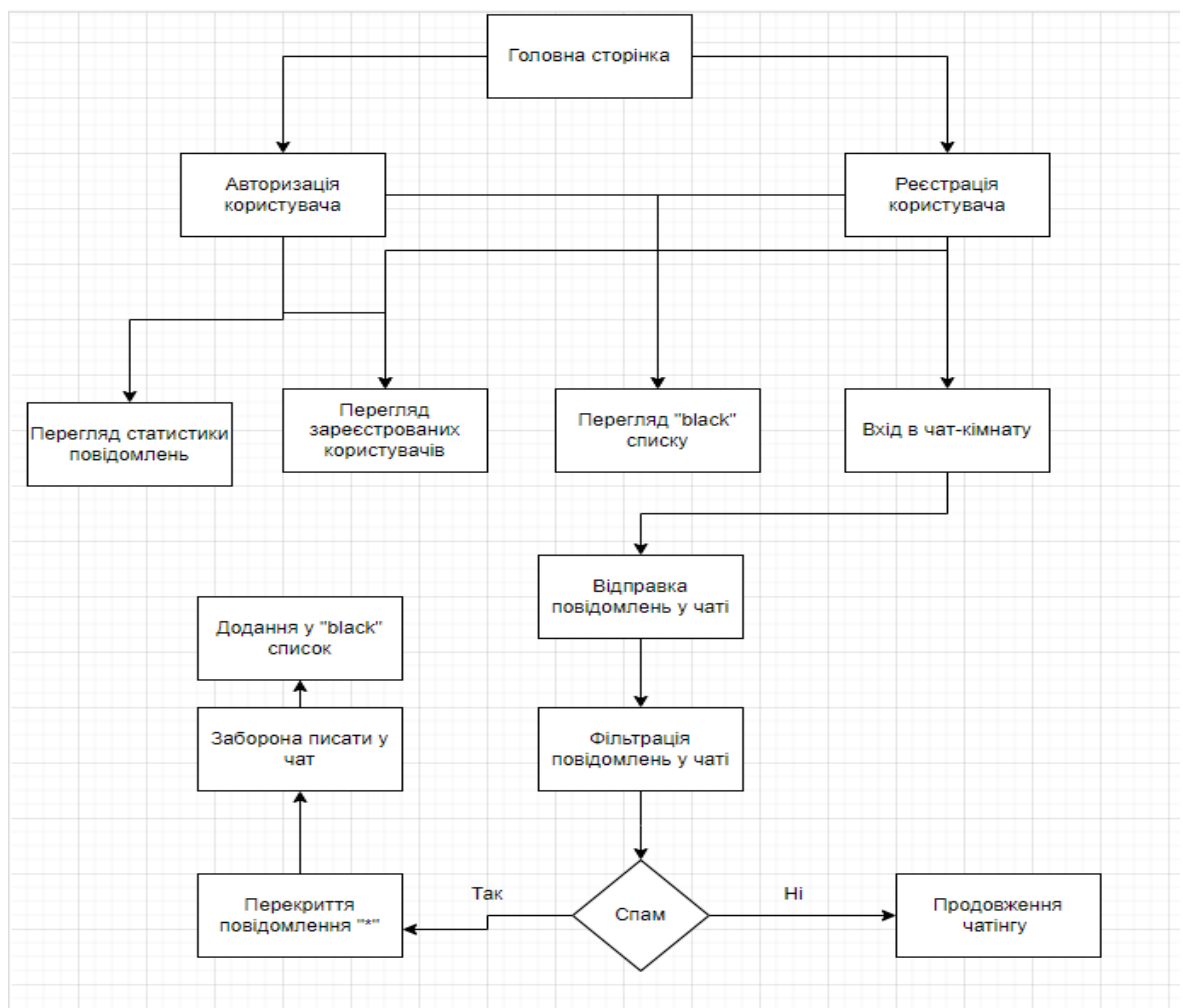 Головна сторінка
Авторизація
користувача
Реєстрація
користувача
Перегляд статистики
повідомлень
Перегляд
зареєстрованих
користувачів
Перегляд "black"
списку
Вхід в чат-кімнату
Відправка
повідомлень у чаті
Додання у "black"
список
Заборона писати у
чат
Фільтрація
повідомлень у чаті
Перекриття
повідомлення "*"
Так
Спам
Ні
Продовження
чатінгу